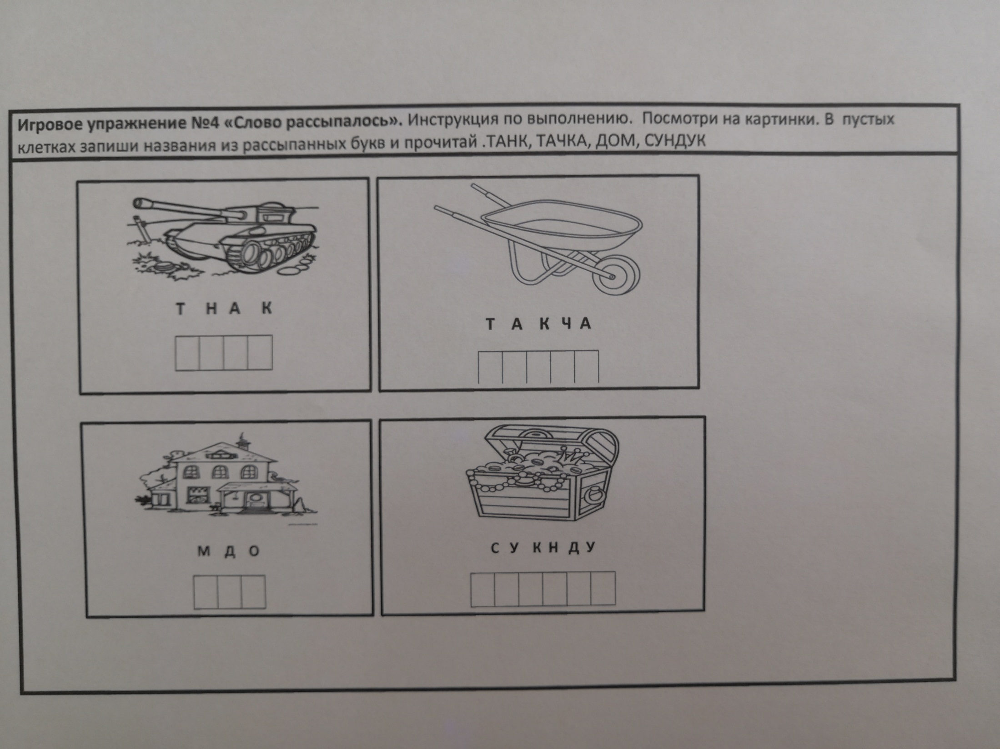 Игровое упражнение №4 «Слово рассыпалось». Инструкция по выполнению. Посмотри на картинки. В пустых
клетках запиши названия из рассыпанных букв и прочитай .ТАНК, ТАЧКА, ДОМ, СУНДУК
Т Н А К
Т А К Ч А
М Д О
С У К Н Д У